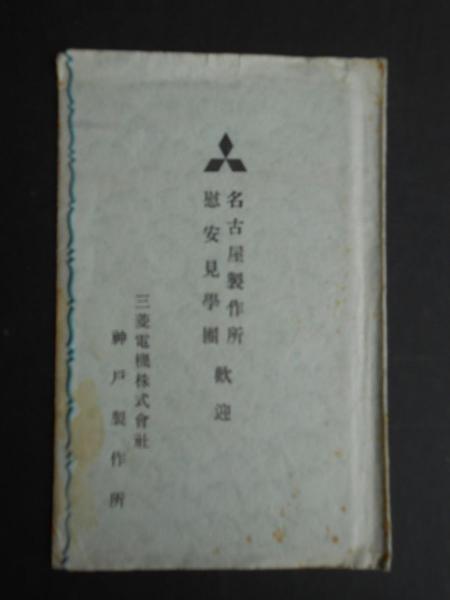 名古屋製作所
慰安見學團 歡迎
三菱電機株式會社
神戸製作所